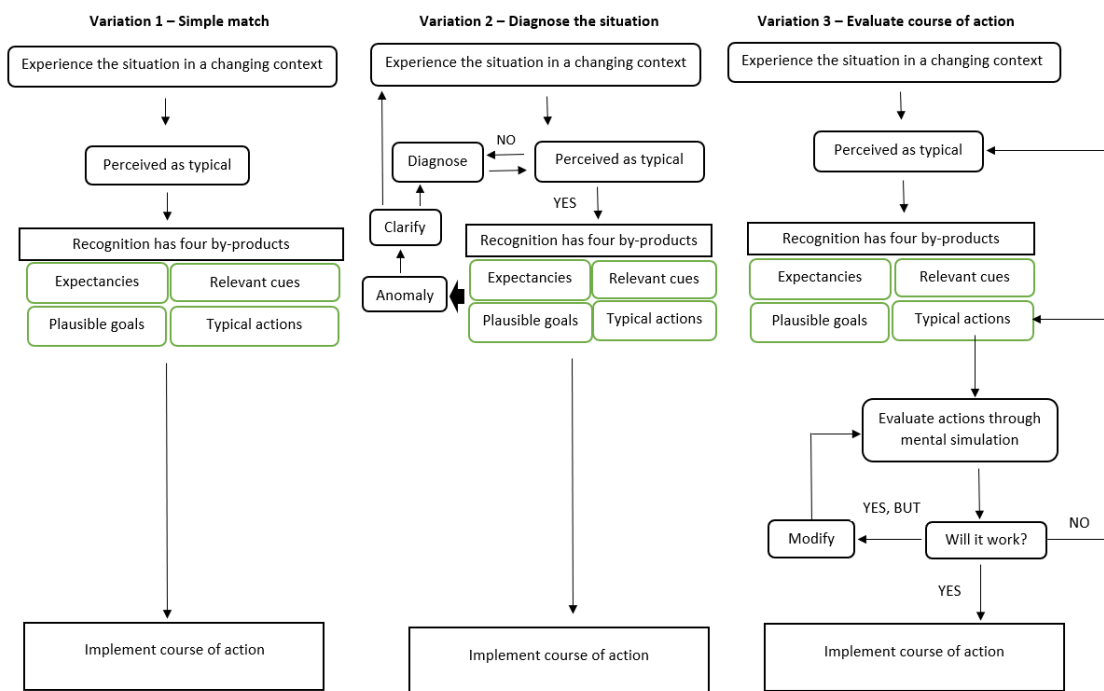 Variation 1 – Simple match
Experience the situation in a changing context
Perceived as typical
Recognition has four by-products
Expectancies
Relevant cues
Plausible goals
Typical actions
Implement course of action
Variation 2 – Diagnose the situation
Experience the situation in a changing context
NO
Diagnose
Perceived as typical
YES
Clarify
Recognition has four by-products
Anomaly
Expectancies
Relevant cues
Plausible goals
Typical actions
Implement course of action
Variation 3 – Evaluate course of action
Experience the situation in a changing context
Perceived as typical
Recognition has four by-products
Expectancies
Relevant cues
Plausible goals
Typical actions
Evaluate actions through
mental simulation
YES, BUT
NO
Modify
Will it work?
YES
Implement course of action